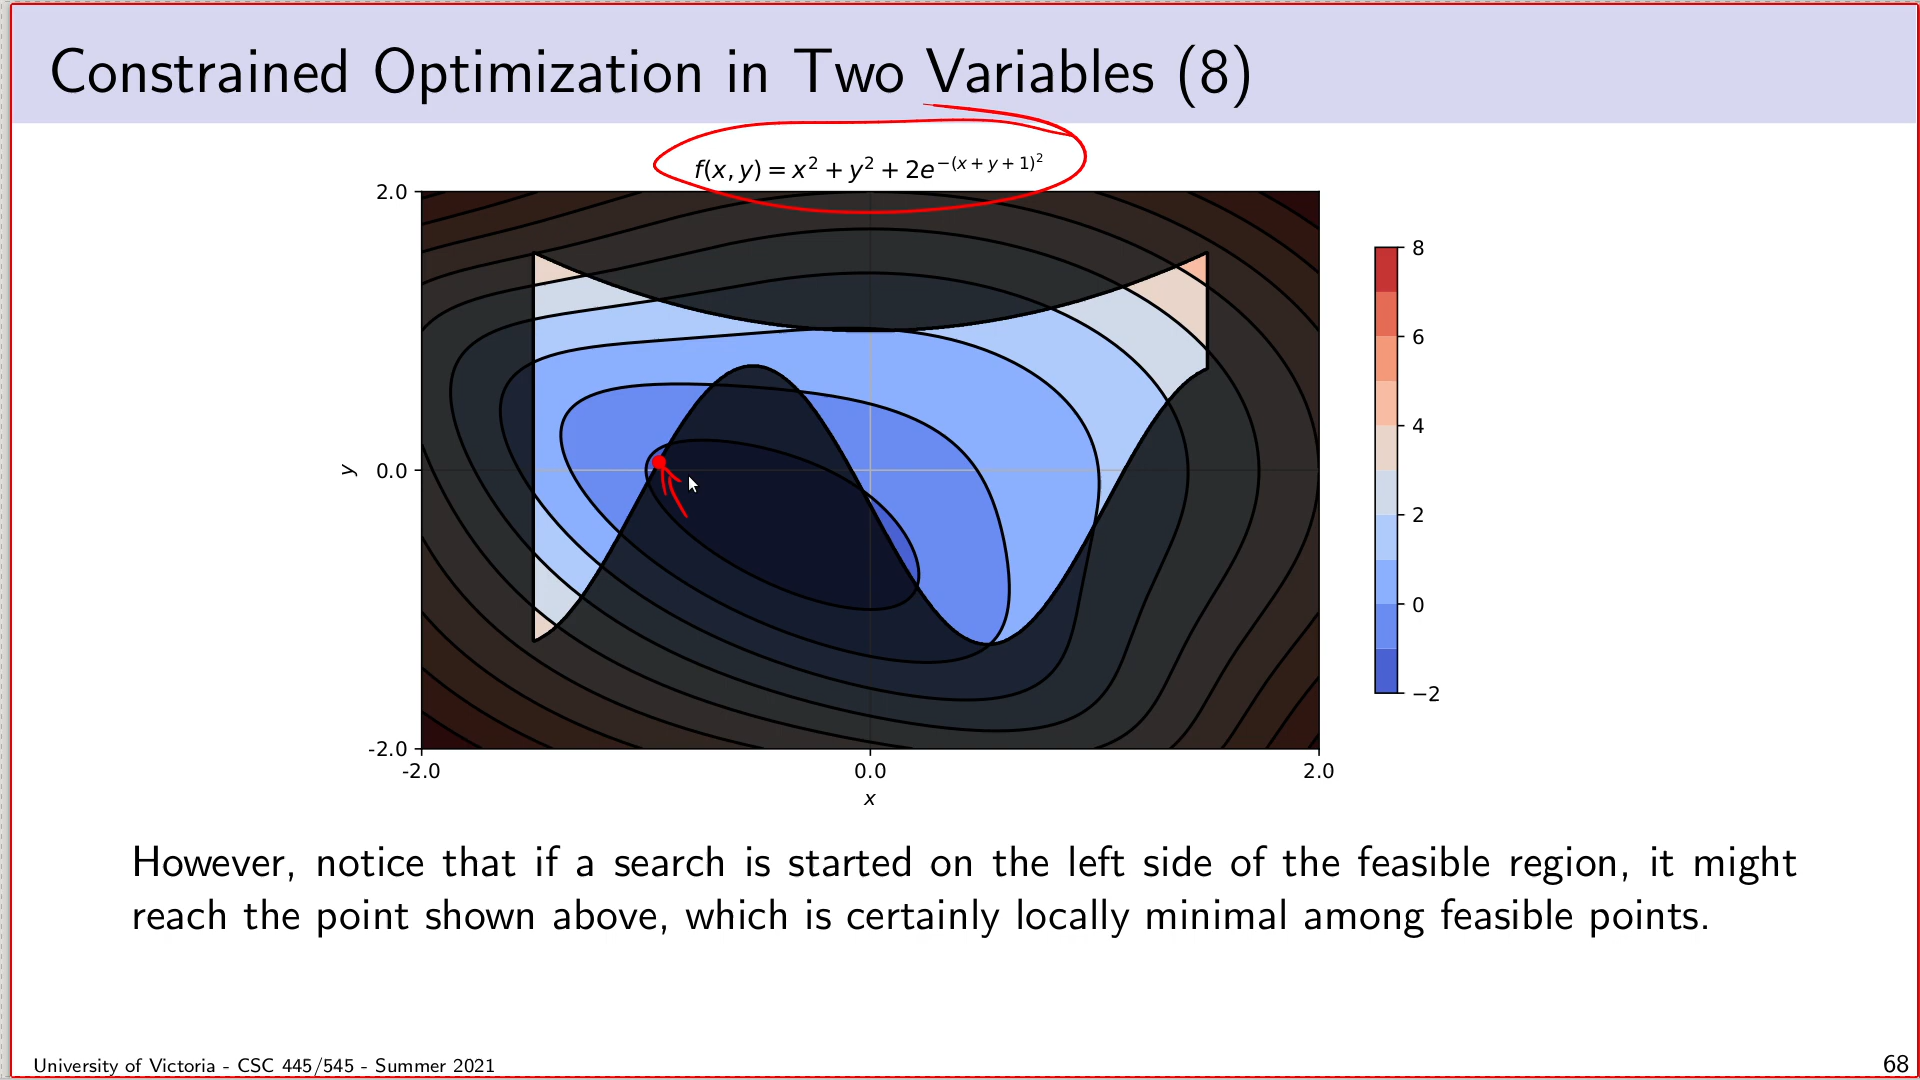 Constrained Optimization in Two Variables (8)
f(x, y) = x² + y² + 2e^{−(x + y + 1)²}
2.0
0.0
-2.0
y
-2.0
0.0
2.0
x
8
6
4
2
0
−2
However, notice that if a search is started on the left side of the feasible region, it might
reach the point shown above, which is certainly locally minimal among feasible points.
University of Victoria - CSC 445/545 - Summer 2021
68